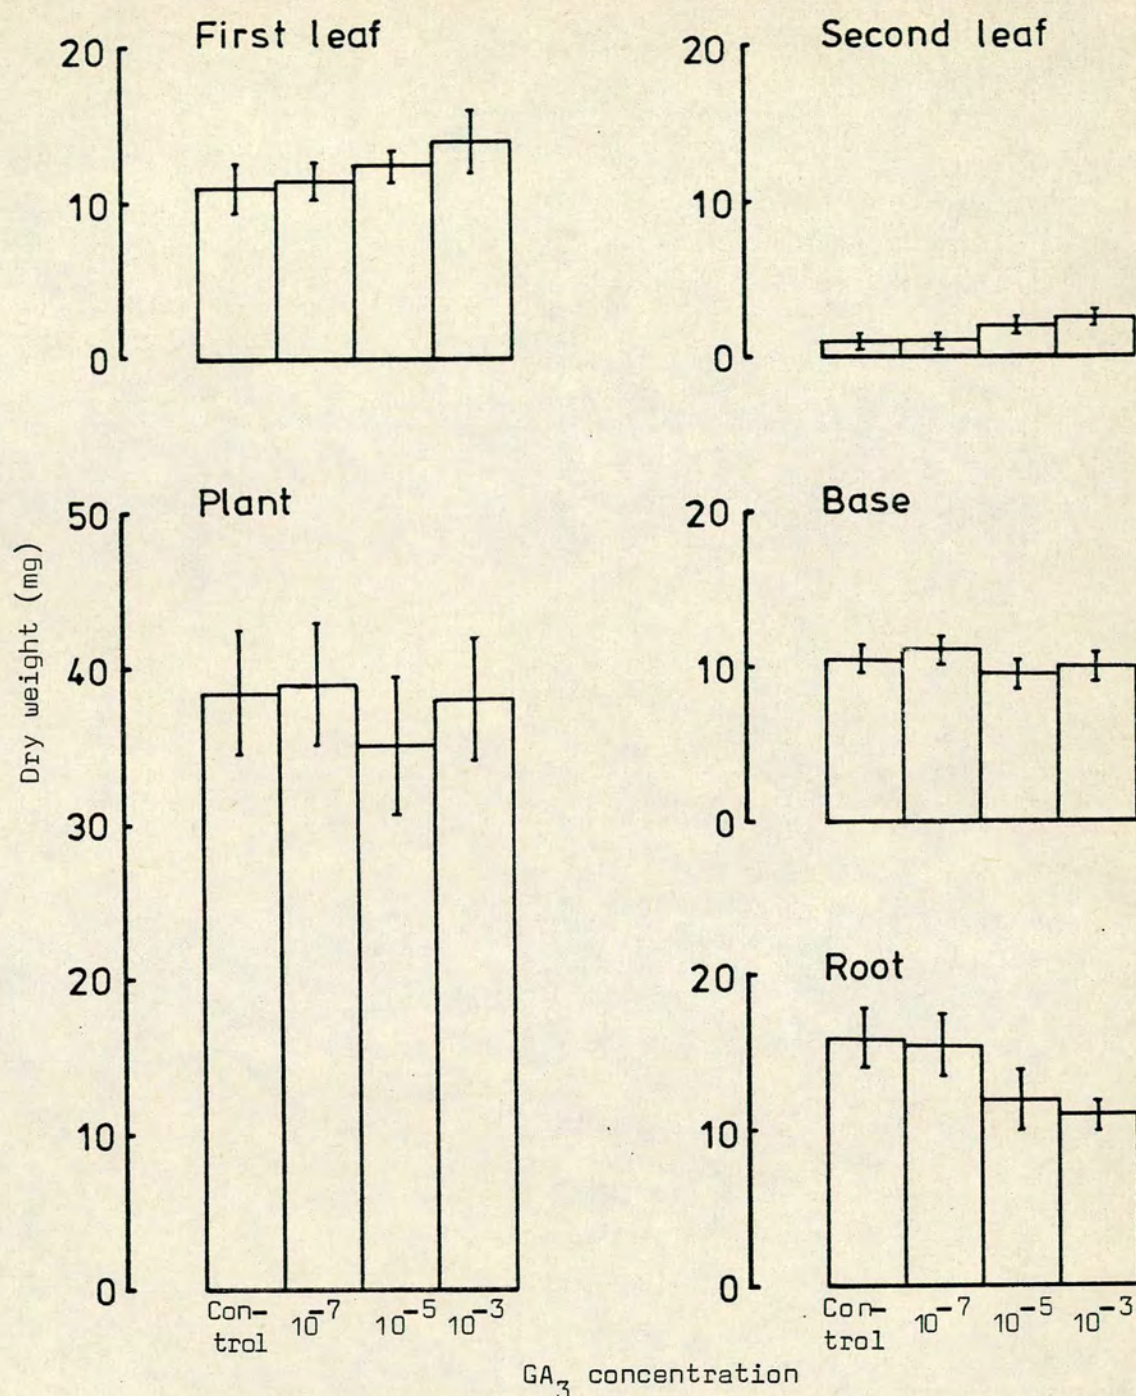 First leaf
20
10
0
Second leaf
20
10
0
Dry weight (mg)
Plant
50
40
30
20
10
0
Con-
trol
10⁻⁷
10⁻⁵
10⁻³
Base
20
10
0
Root
20
10
0
Con-
trol
10⁻⁷
10⁻⁵
10⁻³
GA₃ concentration